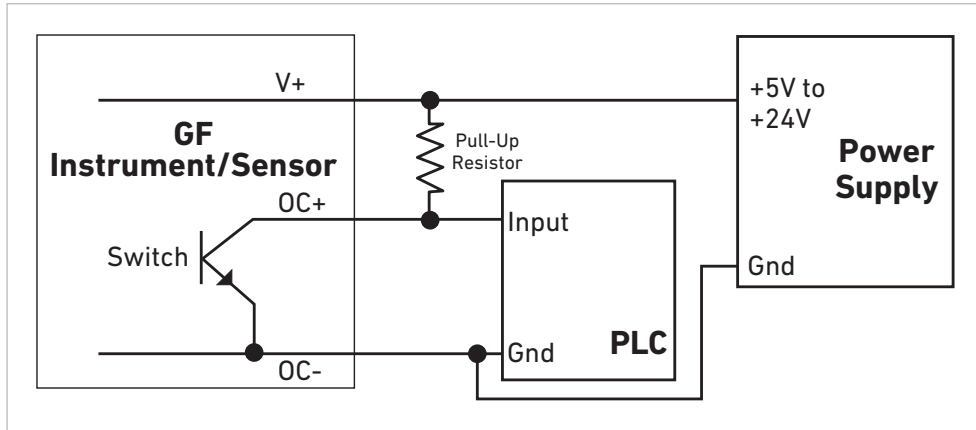 V+
GF
Instrument/Sensor
Pull-Up
Resistor
+5V to
+24V
Power
Supply
OC+
Input
Switch
Gnd
Gnd
PLC
OC-